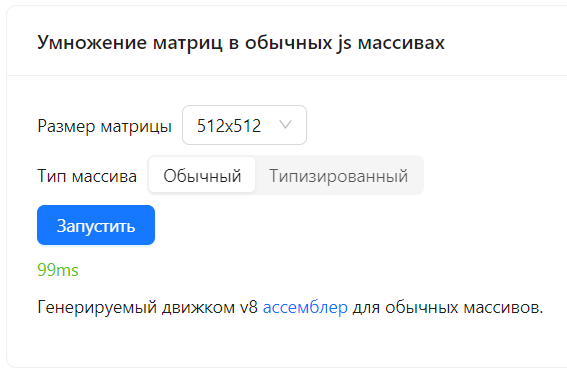 Умножение матриц в обычных js массивах
Размер матрицы 512x512
Тип массива Обычный Типизированный
Запустить
99ms
Генерируемый движком v8 ассемблер для обычных массивов.